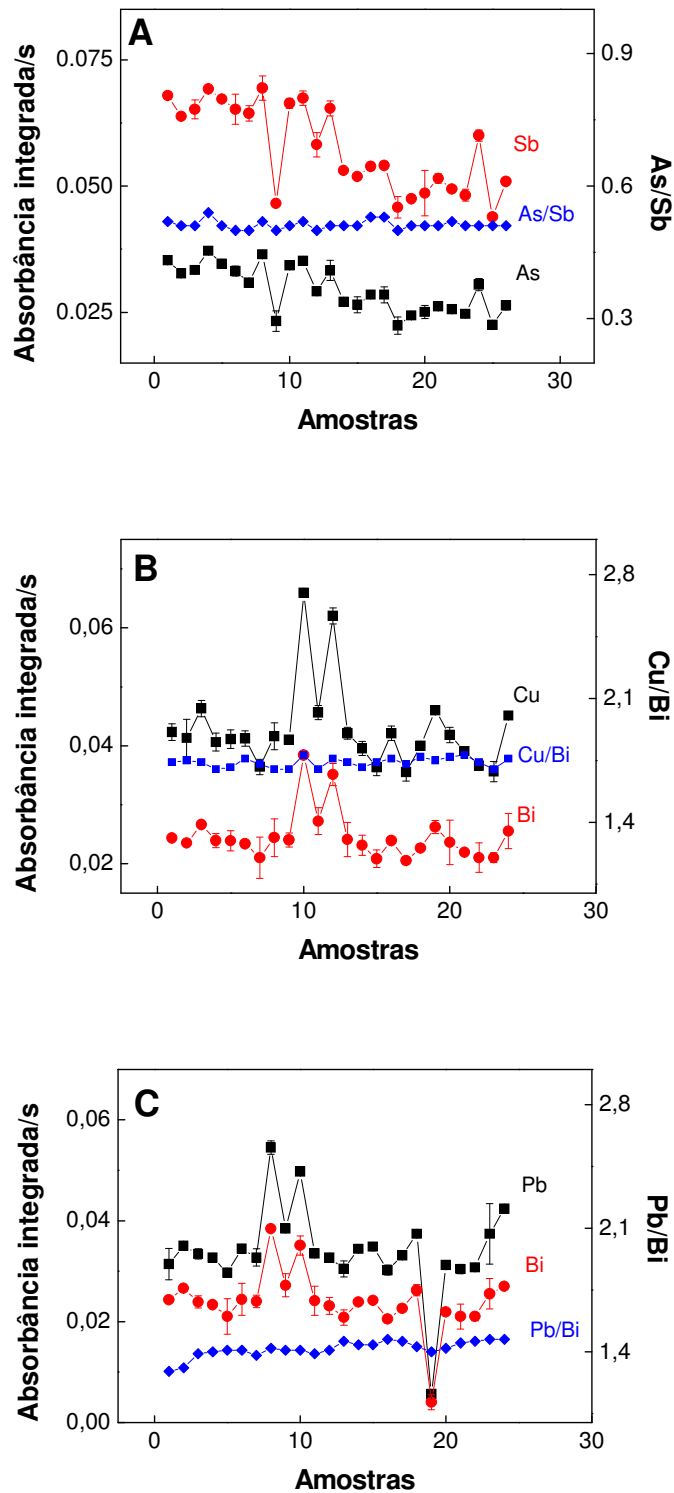 A
Absorbância integrada/s
0.075
0.050
0.025
0.9
0.6
0.3
As/Sb
Sb
As/Sb
As
0 10 20 30
Amostras
B
Absorbância integrada/s
0,06
0,04
0,02
2,8
2,1
1,4
Cu/Bi
Cu
Cu/Bi
Bi
0 10 20 30
Amostras
C
Absorbância integrada/s
0,06
0,04
0,02
0,00
2,8
2,1
1,4
Pb/Bi
Pb
Bi
Pb/Bi
0 10 20 30
Amostras